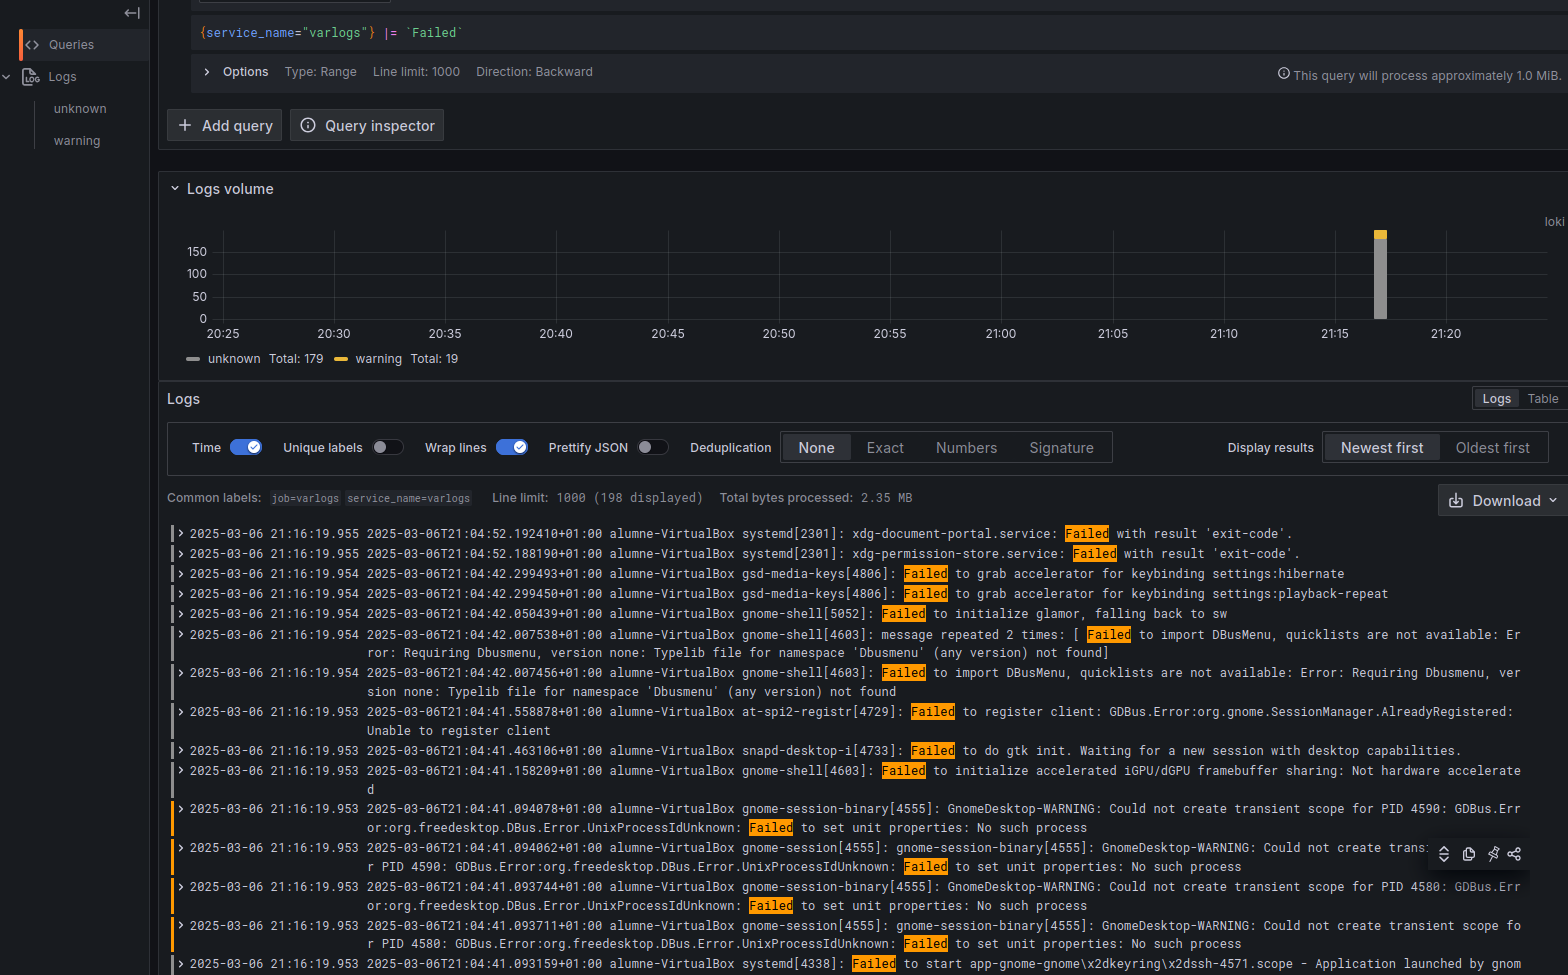 {service_name="varlogs"} |= `Failed`
Queries
Options Type: Range Line limit: 1000 Direction: Backward
This query will process approximately 1.0 MiB.
Logs
unknown
warning
Add query
Query inspector
Logs volume
loki
150
100
50
0
20:25 20:30 20:35 20:40 20:45 20:50 20:55 21:00 21:05 21:10 21:15 21:20
unknown Total: 179 warning Total: 19
Logs
Logs Table
Time Unique labels Wrap lines Prettify JSON Deduplication None Exact Numbers Signature Display results Newest first Oldest first
Common labels: job=varlogs service_name=varlogs Line limit: 1000 (198 displayed) Total bytes processed: 2.35 MB
Download
2025-03-06 21:16:19.955 2025-03-06T21:04:52.192410+01:00 alumne-VirtualBox systemd[2301]: xdg-document-portal.service: Failed with result 'exit-code'.
2025-03-06 21:16:19.955 2025-03-06T21:04:52.188190+01:00 alumne-VirtualBox systemd[2301]: xdg-permission-store.service: Failed with result 'exit-code'.
2025-03-06 21:16:19.954 2025-03-06T21:04:42.299493+01:00 alumne-VirtualBox gsd-media-keys[4806]: Failed to grab accelerator for keybinding settings:hibernate
2025-03-06 21:16:19.954 2025-03-06T21:04:42.299450+01:00 alumne-VirtualBox gsd-media-keys[4806]: Failed to grab accelerator for keybinding settings:playback-repeat
2025-03-06 21:16:19.954 2025-03-06T21:04:42.050439+01:00 alumne-VirtualBox gnome-shell[5052]: Failed to initialize glamor, falling back to sw
2025-03-06 21:16:19.954 2025-03-06T21:04:42.007538+01:00 alumne-VirtualBox gnome-shell[4603]: message repeated 2 times: [ Failed to import DBusMenu, quicklists are not available: Er
ror: Requiring Dbusmenu, version none: Typelib file for namespace 'Dbusmenu' (any version) not found]
2025-03-06 21:16:19.954 2025-03-06T21:04:42.007456+01:00 alumne-VirtualBox gnome-shell[4603]: Failed to import DBusMenu, quicklists are not available: Error: Requiring Dbusmenu, ver
sion none: Typelib file for namespace 'Dbusmenu' (any version) not found
2025-03-06 21:16:19.953 2025-03-06T21:04:41.558878+01:00 alumne-VirtualBox at-spi2-registr[4729]: Failed to register client: GDBus.Error:org.gnome.SessionManager.AlreadyRegistered:
Unable to register client
2025-03-06 21:16:19.953 2025-03-06T21:04:41.463106+01:00 alumne-VirtualBox snapd-desktop-i[4733]: Failed to do gtk init. Waiting for a new session with desktop capabilities.
2025-03-06 21:16:19.953 2025-03-06T21:04:41.158209+01:00 alumne-VirtualBox gnome-shell[4603]: Failed to initialize accelerated iGPU/dGPU framebuffer sharing: Not hardware accelerate
d
2025-03-06 21:16:19.953 2025-03-06T21:04:41.094078+01:00 alumne-VirtualBox gnome-session-binary[4555]: GnomeDesktop-WARNING: Could not create transient scope for PID 4590: GDBus.Err
or:org.freedesktop.DBus.Error.UnixProcessIdUnknown: Failed to set unit properties: No such process
2025-03-06 21:16:19.953 2025-03-06T21:04:41.094062+01:00 alumne-VirtualBox gnome-session[4555]: gnome-session-binary[4555]: GnomeDesktop-WARNING: Could not create trans
r PID 4590: GDBus.Error:org.freedesktop.DBus.Error.UnixProcessIdUnknown: Failed to set unit properties: No such process
2025-03-06 21:16:19.953 2025-03-06T21:04:41.093744+01:00 alumne-VirtualBox gnome-session-binary[4555]: GnomeDesktop-WARNING: Could not create transient scope for PID 4580: GDBus.Err
or:org.freedesktop.DBus.Error.UnixProcessIdUnknown: Failed to set unit properties: No such process
2025-03-06 21:16:19.953 2025-03-06T21:04:41.093711+01:00 alumne-VirtualBox gnome-session[4555]: gnome-session-binary[4555]: GnomeDesktop-WARNING: Could not create transient scope fo
r PID 4580: GDBus.Error:org.freedesktop.DBus.Error.UnixProcessIdUnknown: Failed to set unit properties: No such process
2025-03-06 21:16:19.953 2025-03-06T21:04:41.093159+01:00 alumne-VirtualBox systemd[4338]: Failed to start app-gnome-gnome\x2dkeyring\x2dssh-4571.scope - Application launched by gnom